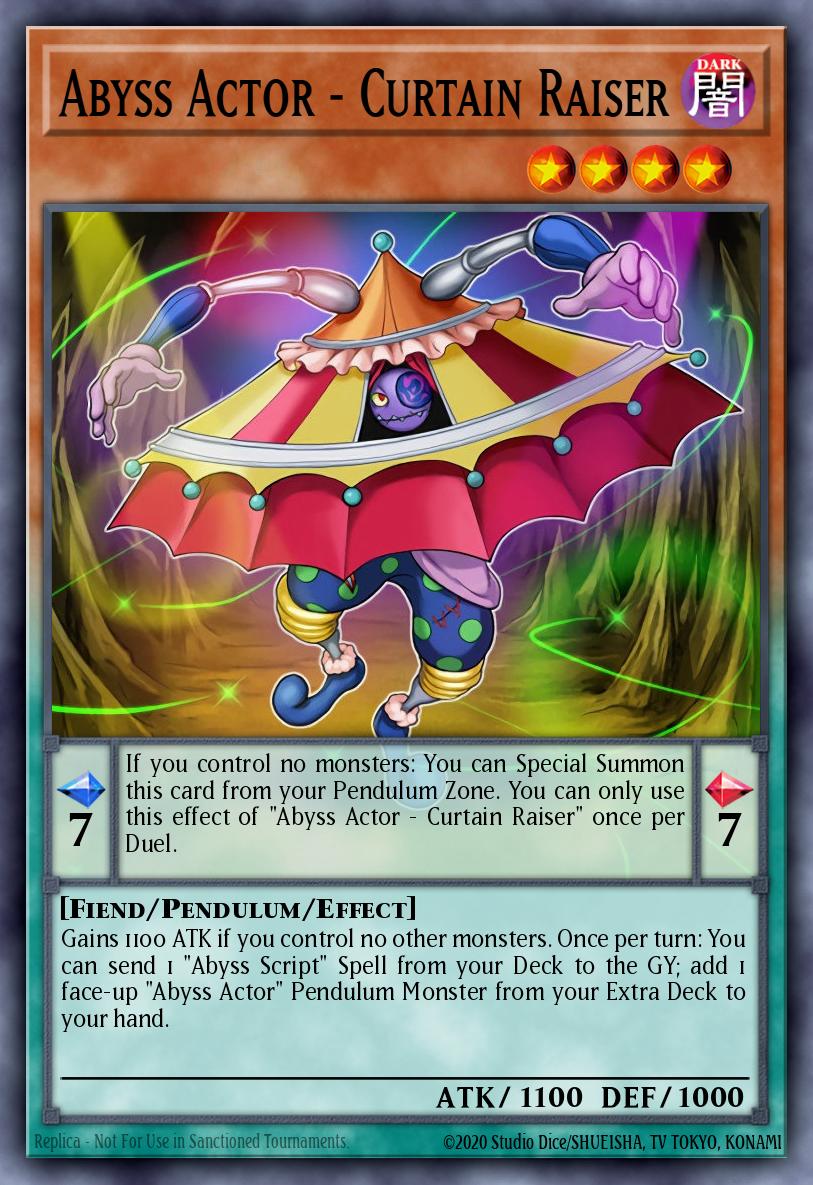 Abyss Actor - Curtain Raiser
DARK
闇
If you control no monsters: You can Special Summon
this card from your Pendulum Zone. You can only use
this effect of "Abyss Actor - Curtain Raiser" once per
Duel.
7
7
[Fiend/Pendulum/Effect]
Gains 1100 ATK if you control no other monsters. Once per turn: You
can send 1 "Abyss Script" Spell from your Deck to the GY; add 1
face-up "Abyss Actor" Pendulum Monster from your Extra Deck to
your hand.
ATK/ 1100 DEF/ 1000
Replica - Not For Use in Sanctioned Tournaments.
©2020 Studio Dice/SHUEISHA, TV TOKYO, KONAMI